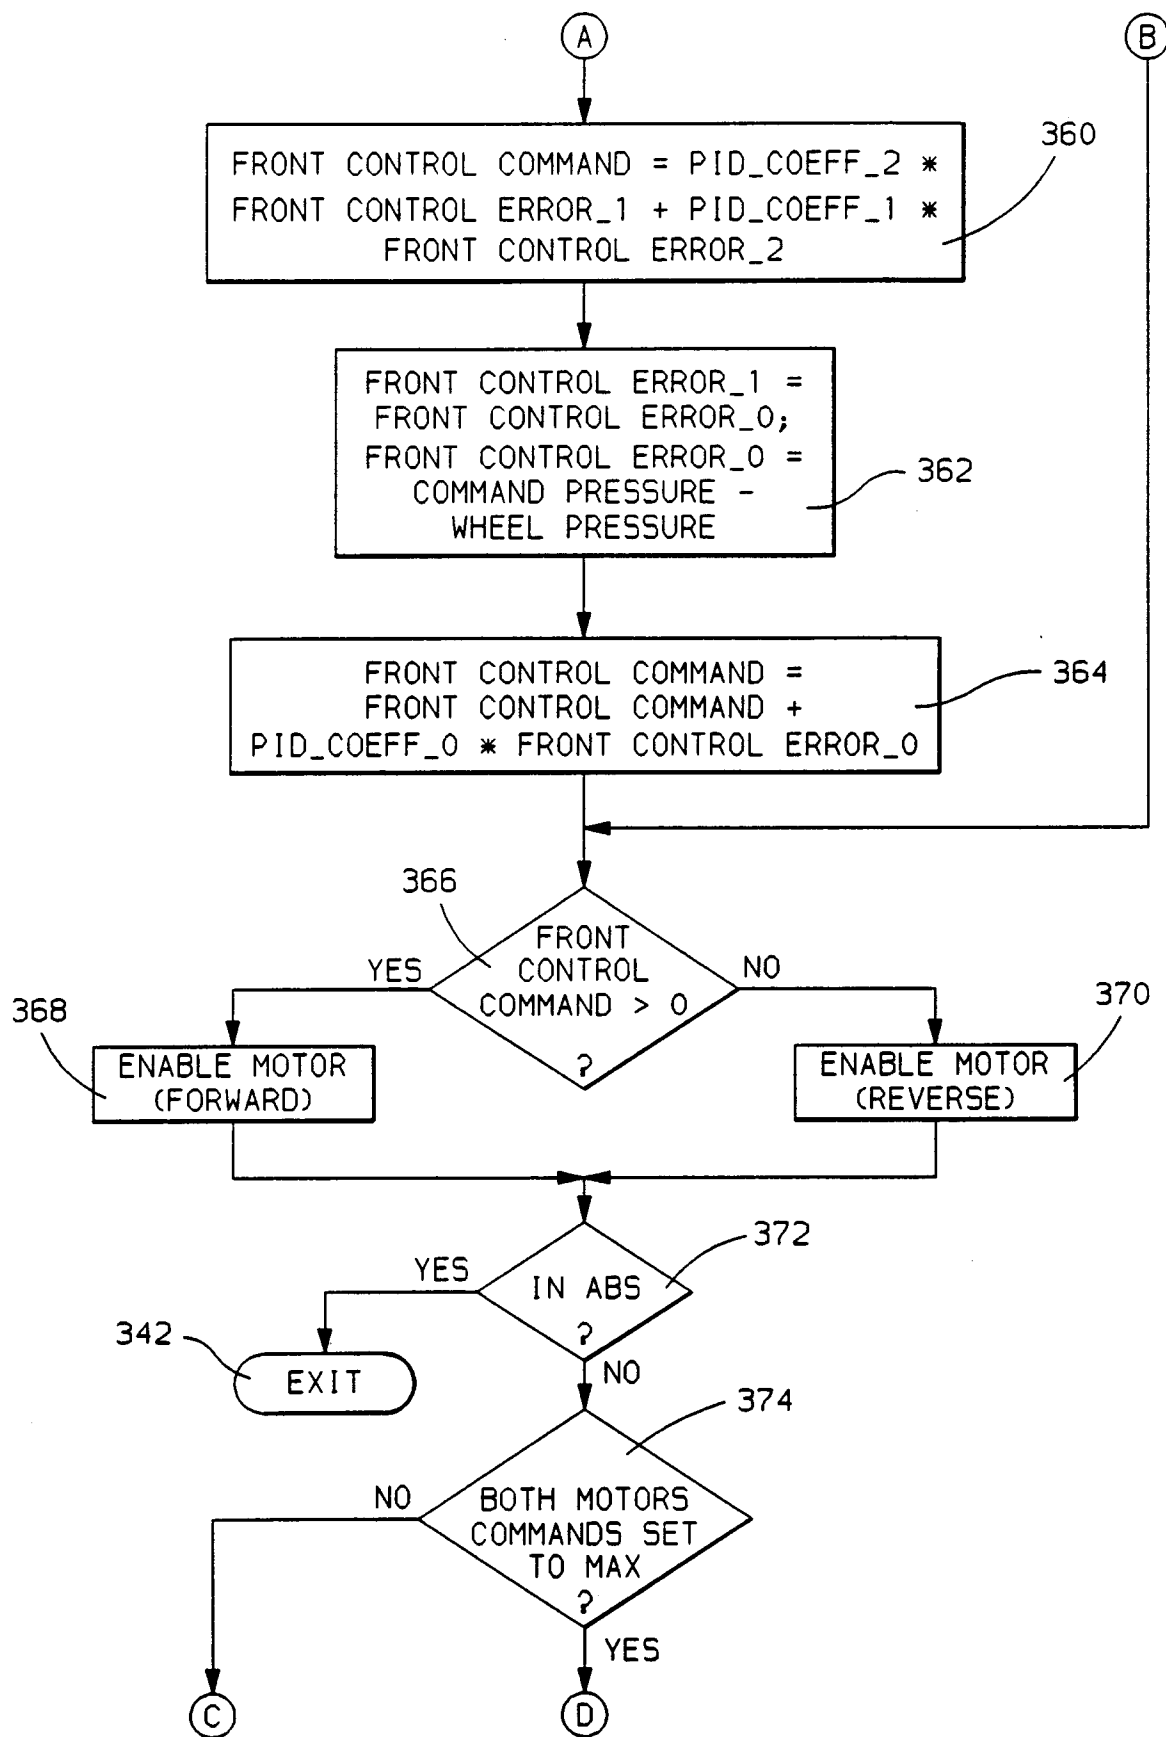 A
B
360
FRONT CONTROL COMMAND = PID_COEFF_2 *
FRONT CONTROL ERROR_1 + PID_COEFF_1 *
FRONT CONTROL ERROR_2
FRONT CONTROL ERROR_1 =
FRONT CONTROL ERROR_0;
FRONT CONTROL ERROR_0 =
COMMAND PRESSURE -
WHEEL PRESSURE
362
FRONT CONTROL COMMAND =
FRONT CONTROL COMMAND +
PID_COEFF_0 * FRONT CONTROL ERROR_0
364
366
FRONT
CONTROL
COMMAND > 0
?
YES
NO
368
ENABLE MOTOR
(FORWARD)
370
ENABLE MOTOR
(REVERSE)
372
IN ABS
?
YES
342
EXIT
NO
374
BOTH MOTORS
COMMANDS SET
TO MAX
?
NO
YES
C
D